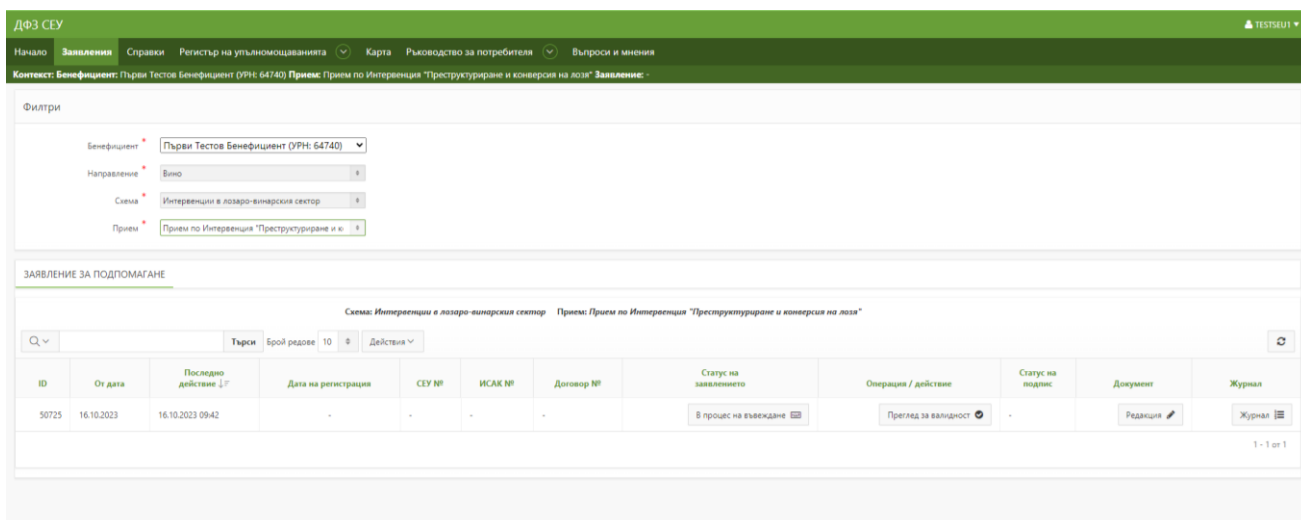 ДФЗ СЕУ
TESTSEU1
Начало Заявления Справки Регистър на упълномощаванията Карта Ръководство за потребителя Въпроси и мнения
Контекст: Бенефициент: Първи Тестов Бенефициент (УРН: 64740) Прием: Прием по Интервенция "Преструктуриране и конверсия на лозя" Заявление: -
Филтри
Бенефициент * Първи Тестов Бенефициент (УРН: 64740)
Направление * Вино
Схема * Интервенции в лозаро-винарския сектор
Прием * Прием по Интервенция "Преструктуриране и к
ЗАЯВЛЕНИЕ ЗА ПОДПОМАГАНЕ
Схема: Интервенции в лозаро-винарския сектор Прием: Прием по Интервенция "Преструктуриране и конверсия на лозя"
Търси Брой редове 10 Действия
ID От дата Последно действие Дата на регистрация СЕУ № ИСАК № Договор № Статус на заявлението Операция / действие Статус на подпис Документ Журнал
50725 16.10.2023 16.10.2023 09:42 - - - - В процес на въвеждане Преглед за валидност - Редакция Журнал
1 - 1 от 1